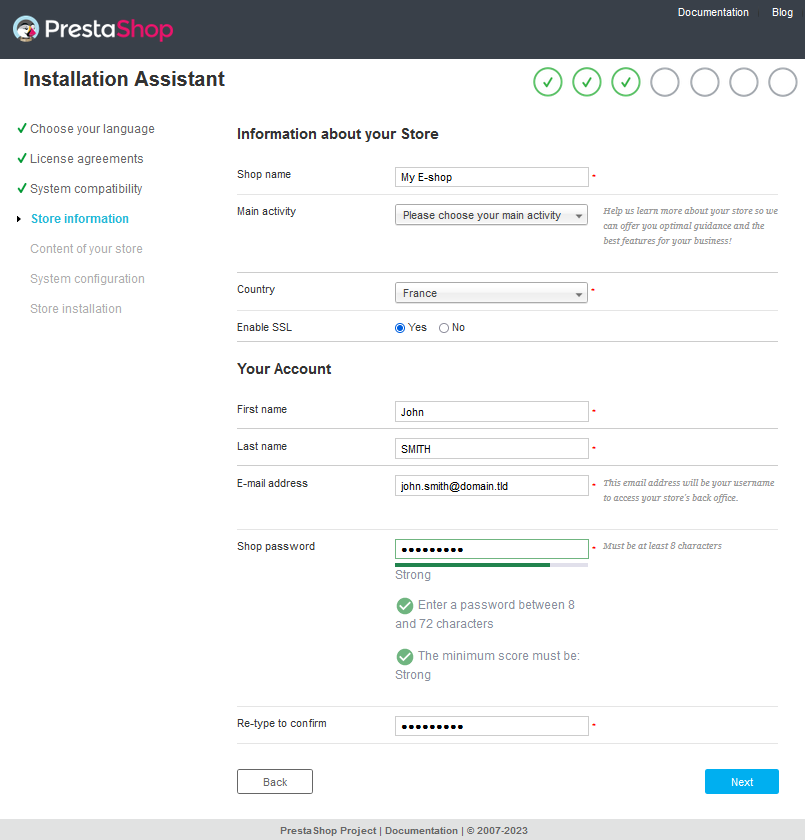 Documentation Blog
PrestaShop
Installation Assistant
Choose your language
License agreements
System compatibility
Store information
Content of your store
System configuration
Store installation
Information about your Store
Shop name My E-shop *
Main activity Please choose your main activity
Help us learn more about your store so we
can offer you optimal guidance and the
best features for your business!
Country France *
Enable SSL Yes No
Your Account
First name John *
Last name SMITH *
E-mail address john.smith@domain.tld *
This email address will be your username
to access your store's back office.
Shop password ••••••••• * Must be at least 8 characters
Strong
Enter a password between 8
and 72 characters
The minimum score must be:
Strong
Re-type to confirm ••••••••• *
Back Next
PrestaShop Project | Documentation | © 2007-2023